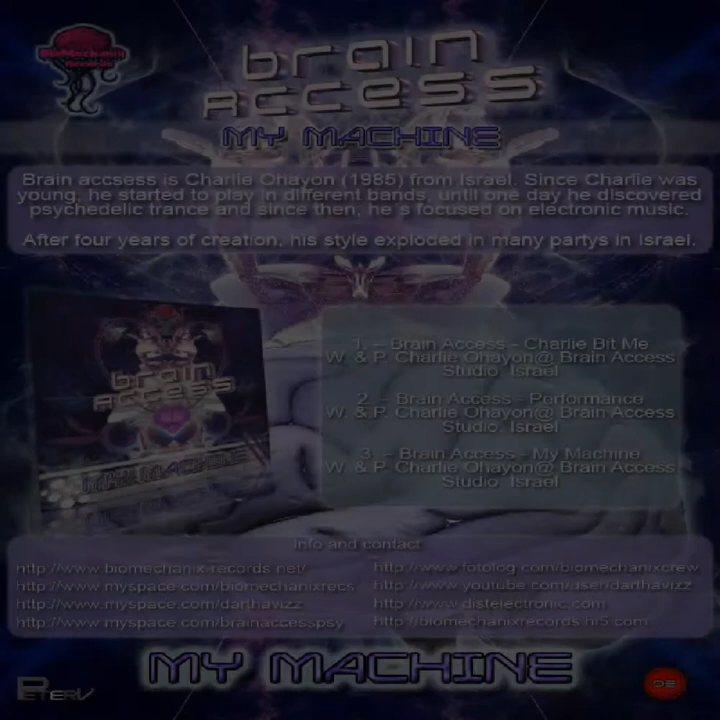 BioMechanix
Records
brain
Access
MY MACHINE
Brain accsess is Charlie Ohayon (1985) from Israel. Since Charlie was
young, he started to play in different bands, until one day he discovered
psychedelic trance and since then, he's focused on electronic music.
After four years of creation, his style exploded in many partys in Israel.
brain
Access
MY MACHINE
1. – Brain Access - Charlie Bit Me
W. & P. Charlie Ohayon@ Brain Access
Studio. Israel
2. – Brain Access - Performance
W. & P. Charlie Ohayon@ Brain Access
Studio. Israel
3. – Brain Access - My Machine
W. & P. Charlie Ohayon@ Brain Access
Studio. Israel
Info and contact:
http://www.biomechanix-records.net/
http://www.myspace.com/biomechanixrecs
http://www.myspace.com/darthavizz
http://www.myspace.com/brainaccesspsy
http://www.fotolog.com/biomechanixcrew
http://www.youtube.com/user/darthavizz
http://www.distelectronic.com
http://biomechanixrecords.hi5.com
MY MACHINE
PeterV